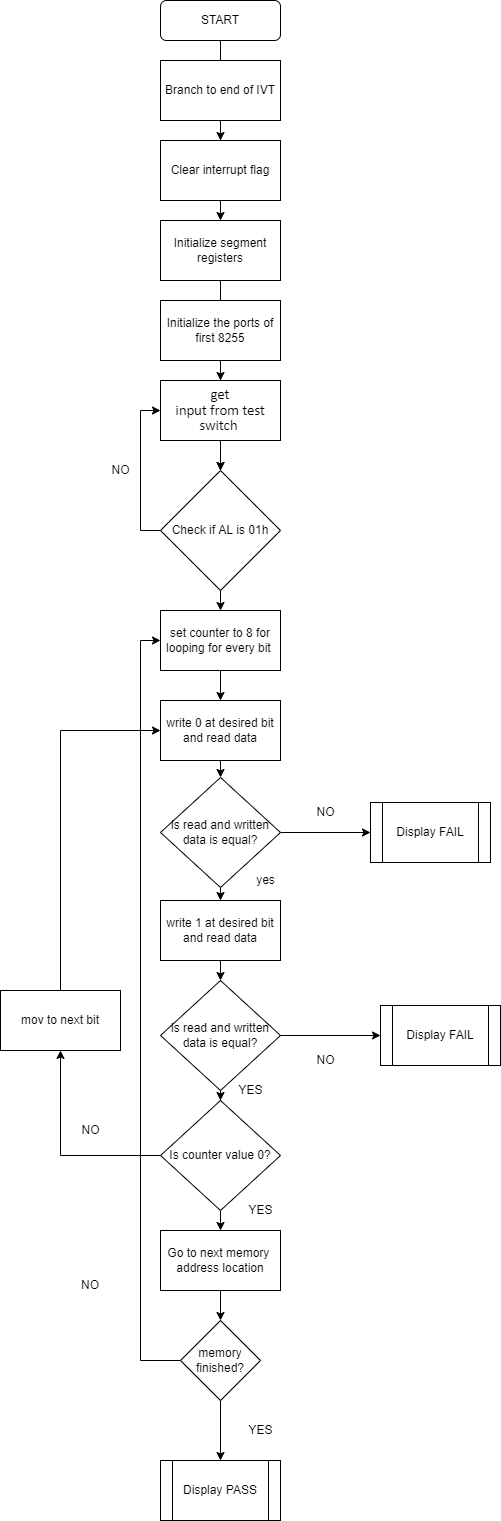 START
Branch to end of IVT
Clear interrupt flag
Initialize segment
registers
Initialize the ports of
first 8255
get
input from test
switch
NO
Check if AL is 01h
set counter to 8 for
looping for every bit
write 0 at desired bit
and read data
NO
Is read and written
data is equal?
Display FAIL
yes
write 1 at desired bit
and read data
mov to next bit
Is read and written
data is equal?
Display FAIL
NO
YES
NO
Is counter value 0?
YES
Go to next memory
address location
NO
memory
finished?
YES
Display PASS